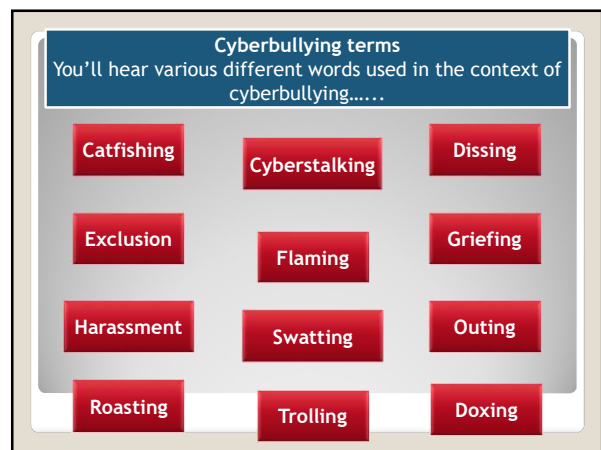 Cyberbullying terms
You’ll hear various different words used in the context of
cyberbullying…...
Catfishing
Cyberstalking
Dissing
Exclusion
Flaming
Griefing
Harassment
Swatting
Outing
Roasting
Trolling
Doxing